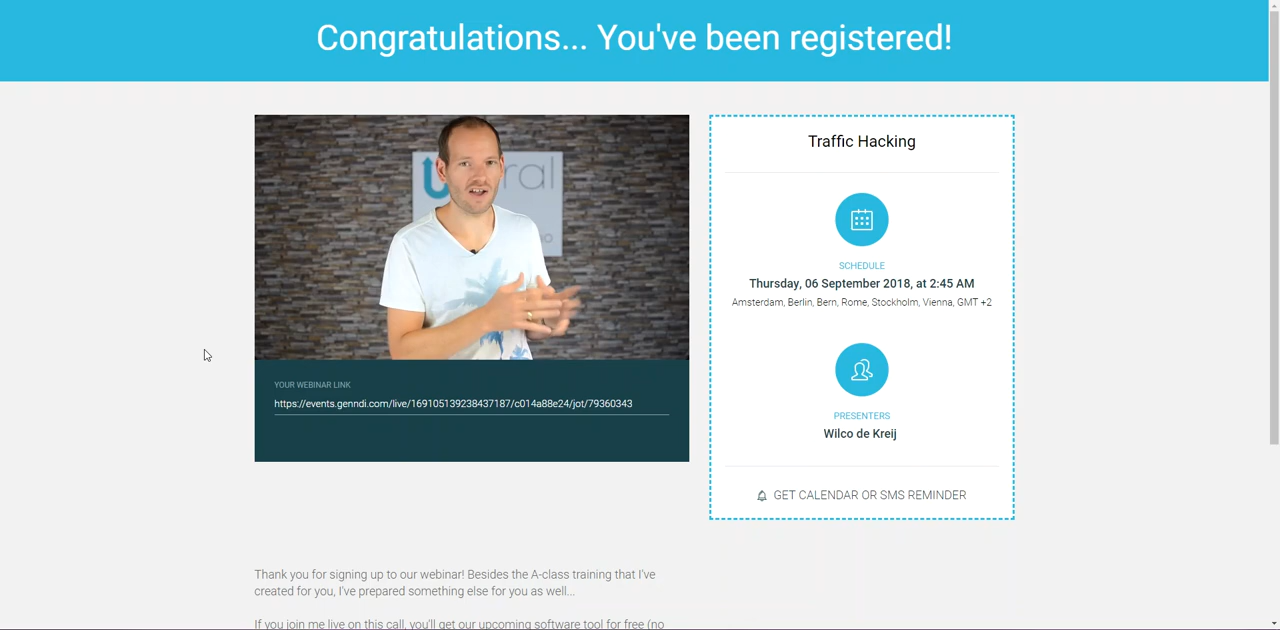 Congratulations... You've been registered!
YOUR WEBINAR LINK
https://events.genndi.com/live/169105139238437187/c014a88e24/jot/79360343
Traffic Hacking
SCHEDULE
Thursday, 06 September 2018, at 2:45 AM
Amsterdam, Berlin, Bern, Rome, Stockholm, Vienna, GMT +2
PRESENTERS
Wilco de Kreij
GET CALENDAR OR SMS REMINDER
Thank you for signing up to our webinar! Besides the A-class training that I've
created for you, I've prepared something else for you as well...
If you join me live on this call, you'll get our upcoming software tool for free (no